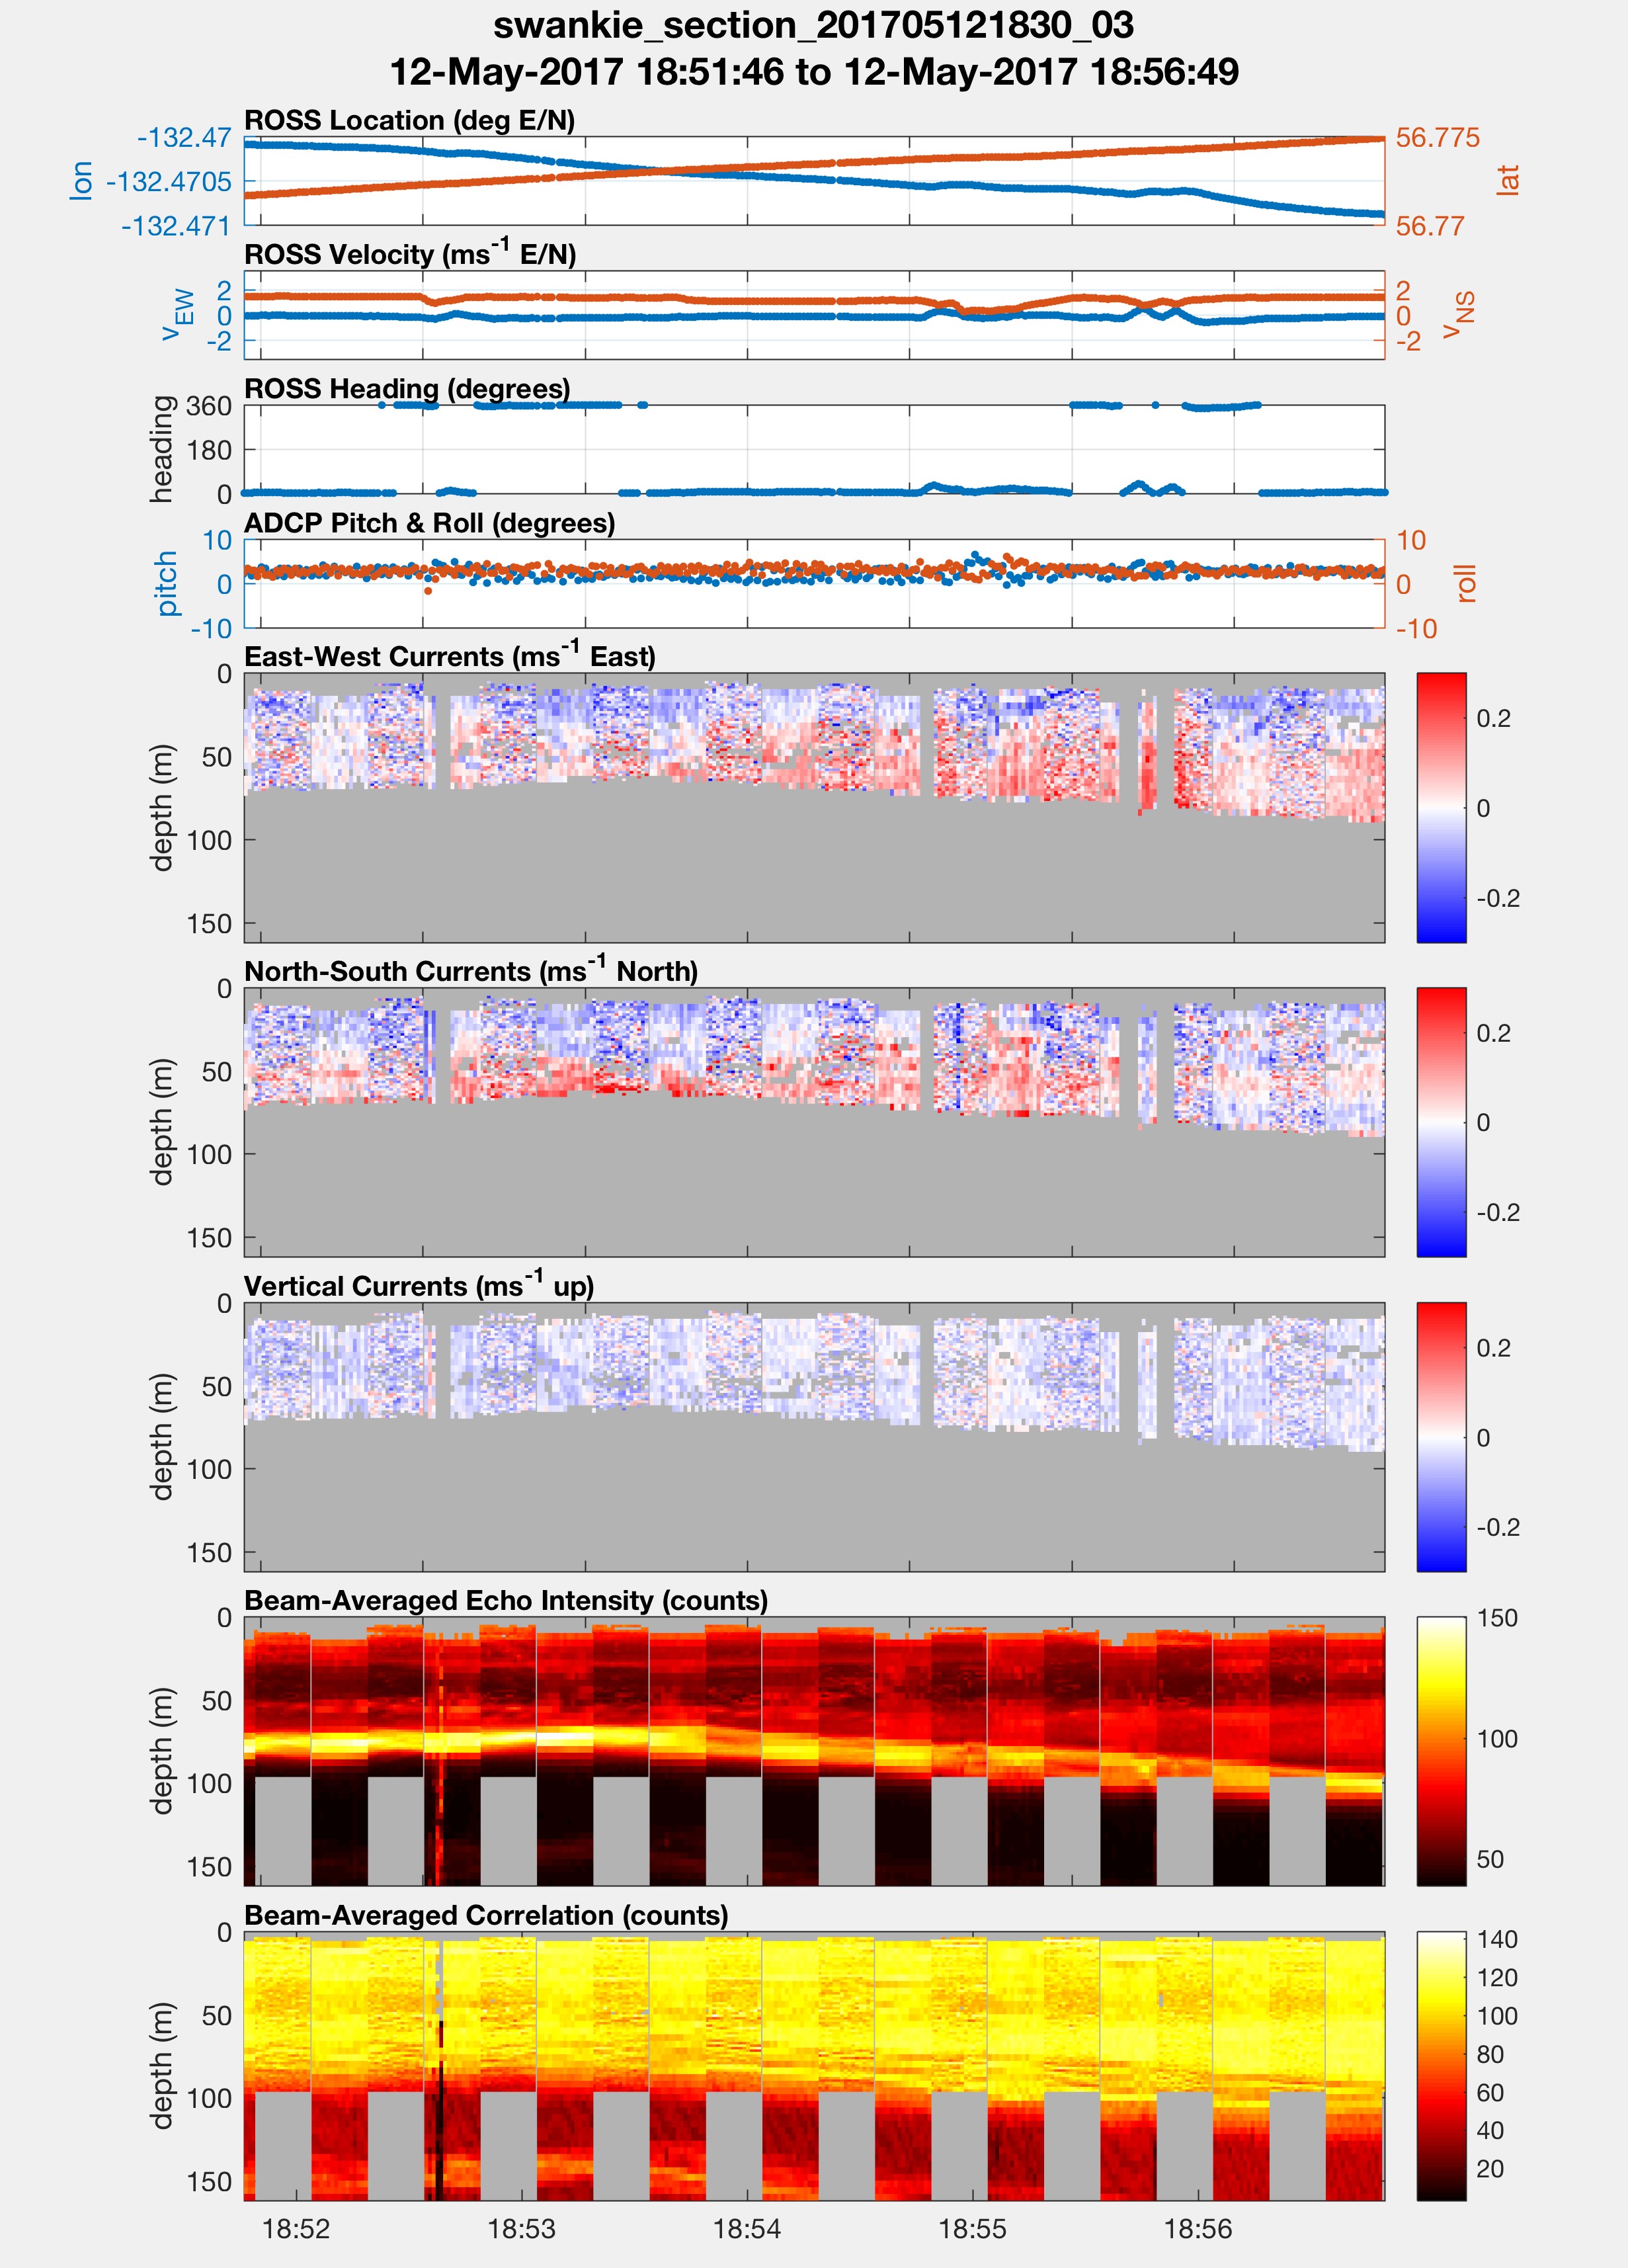 swankie_section_201705121830_03
12-May-2017 18:51:46 to 12-May-2017 18:56:49
ROSS Location (deg E/N)
-132.47
-132.4705
-132.471
lon
56.775
56.77
lat
ROSS Velocity (ms-1 E/N)
2
0
-2
vEW
2
0
-2
vNS
ROSS Heading (degrees)
360
180
0
heading
ADCP Pitch & Roll (degrees)
10
0
-10
pitch
10
0
-10
roll
East-West Currents (ms-1 East)
0
50
100
150
depth (m)
0.2
0
-0.2
North-South Currents (ms-1 North)
0
50
100
150
depth (m)
0.2
0
-0.2
Vertical Currents (ms-1 up)
0
50
100
150
depth (m)
0.2
0
-0.2
Beam-Averaged Echo Intensity (counts)
0
50
100
150
depth (m)
150
100
50
Beam-Averaged Correlation (counts)
0
50
100
150
depth (m)
140
120
100
80
60
40
20
18:52
18:53
18:54
18:55
18:56